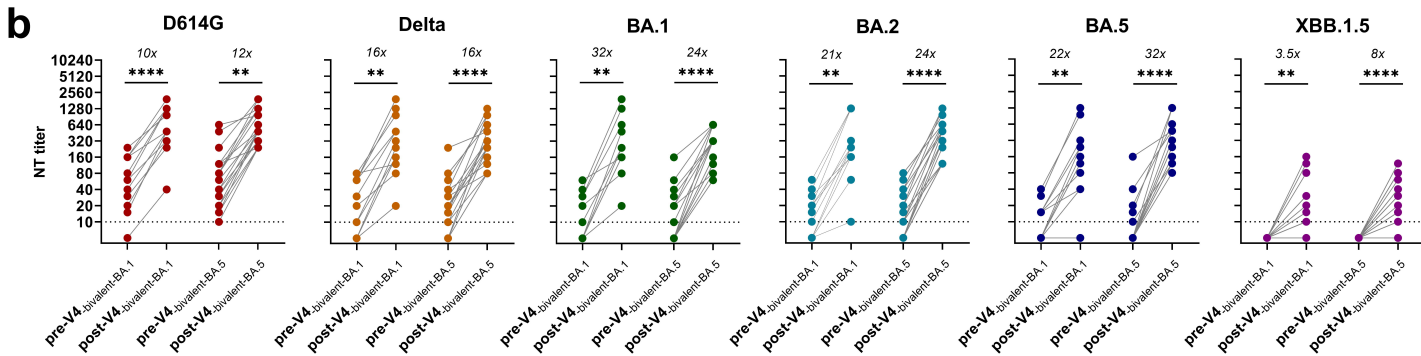 b
D614G Delta BA.1 BA.2 BA.5 XBB.1.5
10x 12x 16x 16x 32x 24x 21x 24x 22x 32x 3.5x 8x
**** ** ** **** ** **** ** **** ** **** ** ****
NT titer
10240
5120
2560
1280
640
320
160
80
40
20
10
pre-V4-bivalent-BA.1 post-V4-bivalent-BA.1 pre-V4-bivalent-BA.5 post-V4-bivalent-BA.5
pre-V4-bivalent-BA.1 post-V4-bivalent-BA.1 pre-V4-bivalent-BA.5 post-V4-bivalent-BA.5
pre-V4-bivalent-BA.1 post-V4-bivalent-BA.1 pre-V4-bivalent-BA.5 post-V4-bivalent-BA.5
pre-V4-bivalent-BA.1 post-V4-bivalent-BA.1 pre-V4-bivalent-BA.5 post-V4-bivalent-BA.5
pre-V4-bivalent-BA.1 post-V4-bivalent-BA.1 pre-V4-bivalent-BA.5 post-V4-bivalent-BA.5
pre-V4-bivalent-BA.1 post-V4-bivalent-BA.1 pre-V4-bivalent-BA.5 post-V4-bivalent-BA.5